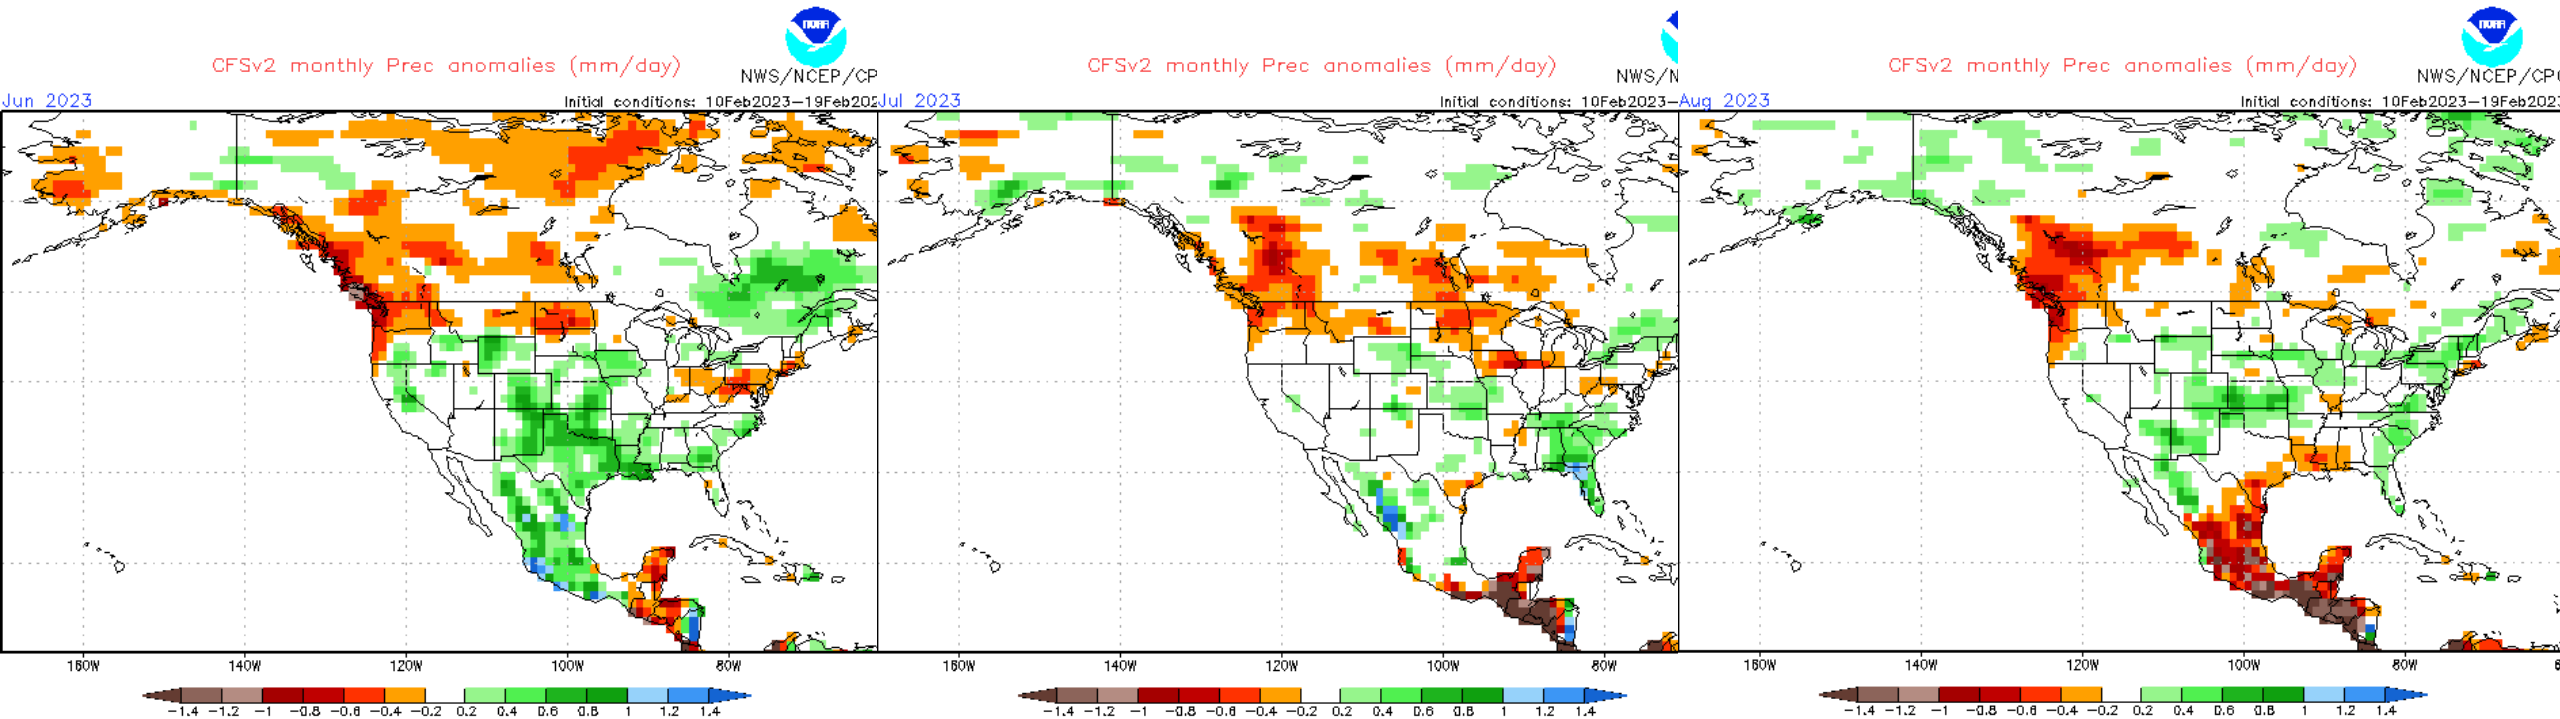 NOAA
CFSv2 monthly Prec anomalies (mm/day)
NWS/NCEP/CP
Jun 2023
Initial conditions: 10Feb2023-19Feb202
160W 140W 120W 100W 80W
-1.4 -1.2 -1 -0.8 -0.6 -0.4 -0.2 0.2 0.4 0.6 0.8 1 1.2 1.4
CFSv2 monthly Prec anomalies (mm/day)
NWS/N
Jul 2023
Initial conditions: 10Feb2023-
160W 140W 120W 100W 80W
-1.4 -1.2 -1 -0.8 -0.6 -0.4 -0.2 0.2 0.4 0.6 0.8 1 1.2 1.4
NOAA
CFSv2 monthly Prec anomalies (mm/day)
NWS/NCEP/CP
Aug 2023
Initial conditions: 10Feb2023-19Feb2023
160W 140W 120W 100W 80W 6
-1.4 -1.2 -1 -0.8 -0.6 -0.4 -0.2 0.2 0.4 0.6 0.8 1 1.2 1.4